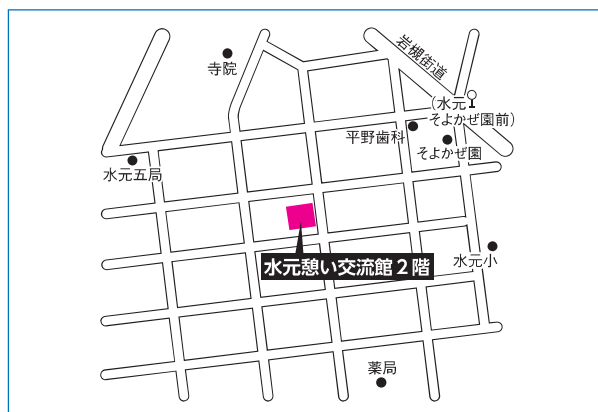 寺院
岩槻街道
(水元
そよかぜ園前)
平野歯科
そよかぜ園
水元五局
水元小
水元憩い交流館2階
薬局